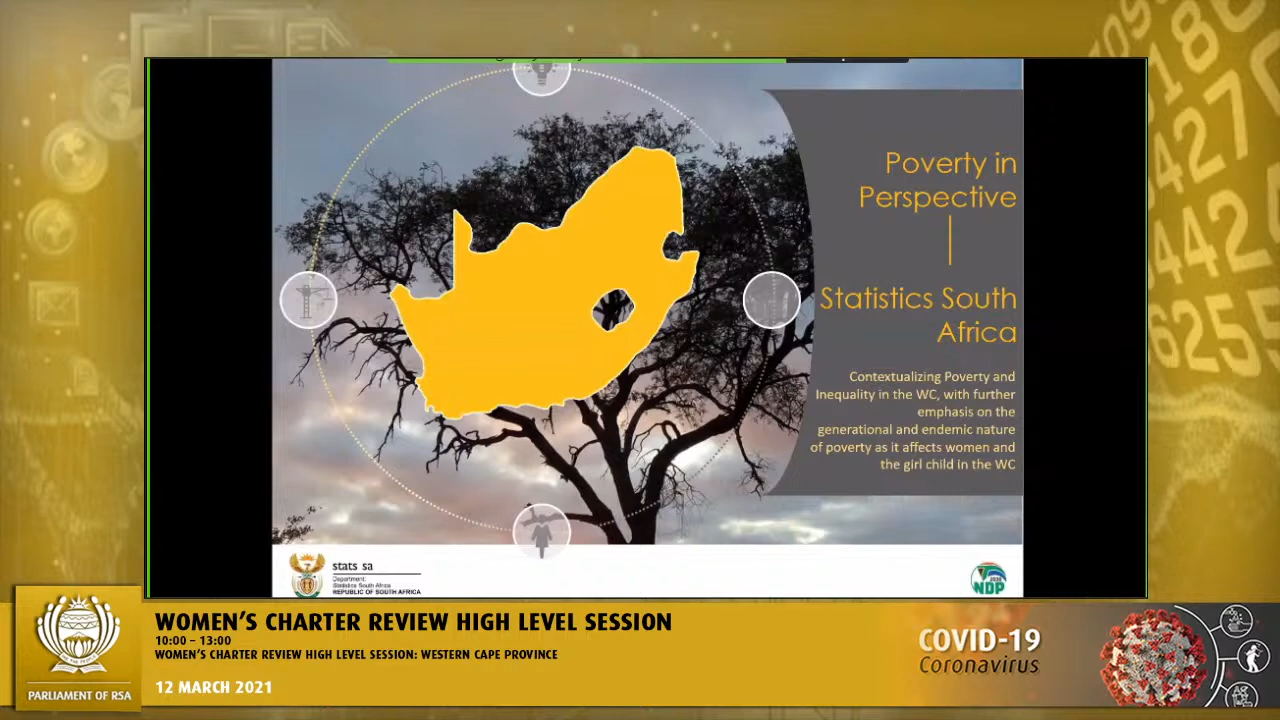 Poverty in
Perspective
Statistics South
Africa
Contextualizing Poverty and
Inequality in the WC, with further
emphasis on the
generational and endemic nature
of poverty as it affects women and
the girl child in the WC
stats sa
Department:
Statistics South Africa
REPUBLIC OF SOUTH AFRICA
2030
NDP
WOMEN'S CHARTER REVIEW HIGH LEVEL SESSION
10:00 – 13:00
WOMEN'S CHARTER REVIEW HIGH LEVEL SESSION: WESTERN CAPE PROVINCE
12 MARCH 2021
PARLIAMENT OF RSA
COVID-19
Coronavirus